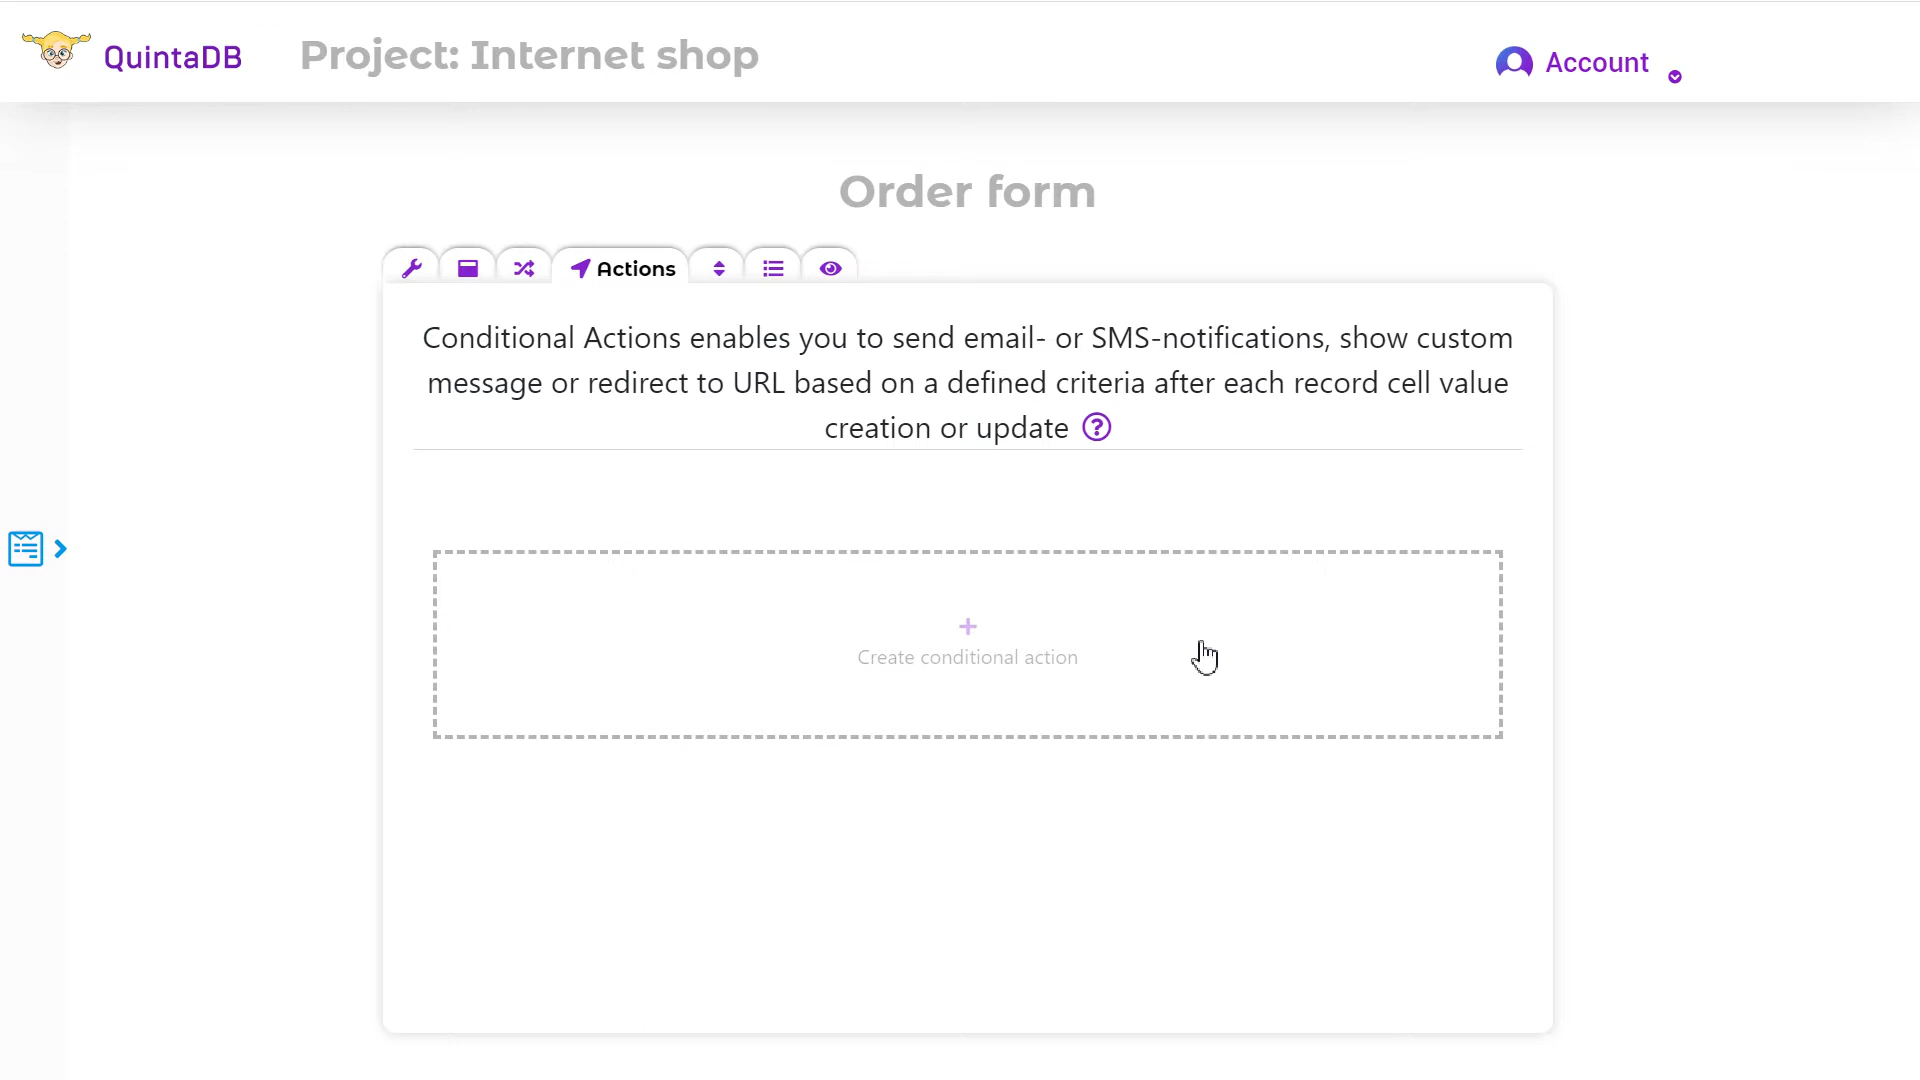 QuintaDB
Project: Internet shop
Account
Order form
Actions
Conditional Actions enables you to send email- or SMS-notifications, show custom
message or redirect to URL based on a defined criteria after each record cell value
creation or update ?
+
Create conditional action